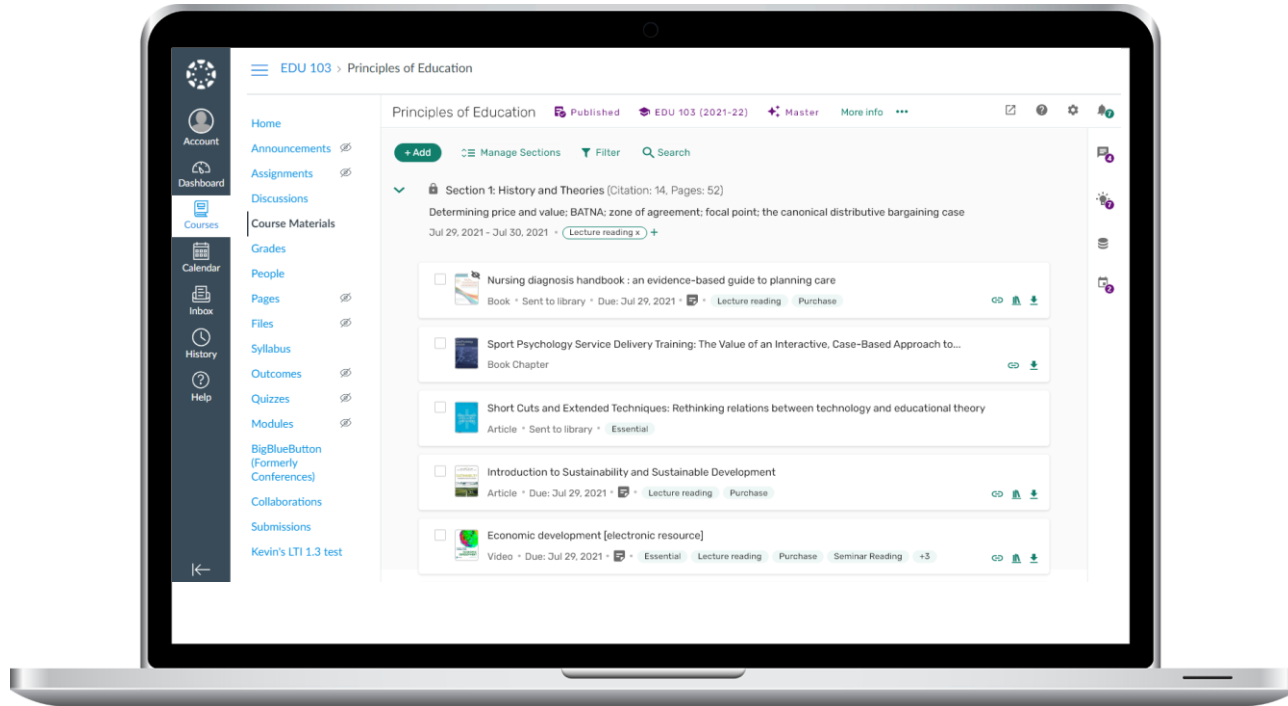 EDU 103 > Principles of Education
Account
Dashboard
Courses
Calendar
Inbox
History
Help
Home
Announcements
Assignments
Discussions
Course Materials
Grades
People
Pages
Files
Syllabus
Outcomes
Quizzes
Modules
BigBlueButton
(Formerly
Conferences)
Collaborations
Submissions
Kevin's LTI 1.3 test
Principles of Education Published EDU 103 (2021-22) Master More info •••
+ Add Manage Sections Filter Search
Section 1: History and Theories (Citation: 14, Pages: 52)
Determining price and value; BATNA; zone of agreement; focal point; the canonical distributive bargaining case
Jul 29, 2021 - Jul 30, 2021 • Lecture reading x +
Nursing diagnosis handbook : an evidence-based guide to planning care
Book • Sent to library • Due: Jul 29, 2021 • Lecture reading Purchase
Sport Psychology Service Delivery Training: The Value of an Interactive, Case-Based Approach to...
Book Chapter
Short Cuts and Extended Techniques: Rethinking relations between technology and educational theory
Article • Sent to library • Essential
Introduction to Sustainability and Sustainable Development
Article • Due: Jul 29, 2021 • Lecture reading Purchase
Economic development [electronic resource]
Video • Due: Jul 29, 2021 • Essential Lecture reading Purchase Seminar Reading +3